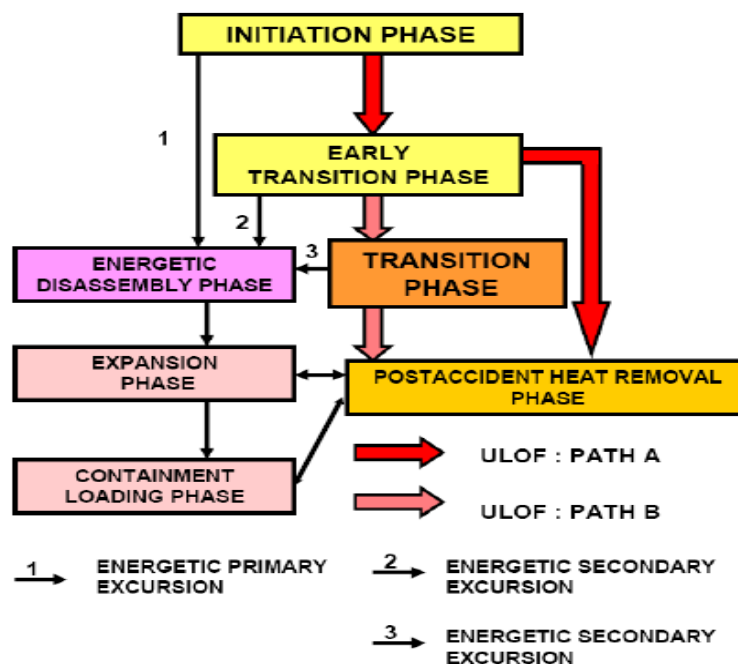 INITIATION PHASE
1
EARLY
TRANSITION PHASE
2
ENERGETIC
DISASSEMBLY PHASE
3
TRANSITION
PHASE
EXPANSION
PHASE
POSTACCIDENT HEAT REMOVAL
PHASE
CONTAINMENT
LOADING PHASE
ULOF : PATH A
ULOF : PATH B
1 ENERGETIC PRIMARY
EXCURSION
2 ENERGETIC SECONDARY
EXCURSION
3 ENERGETIC SECONDARY
EXCURSION